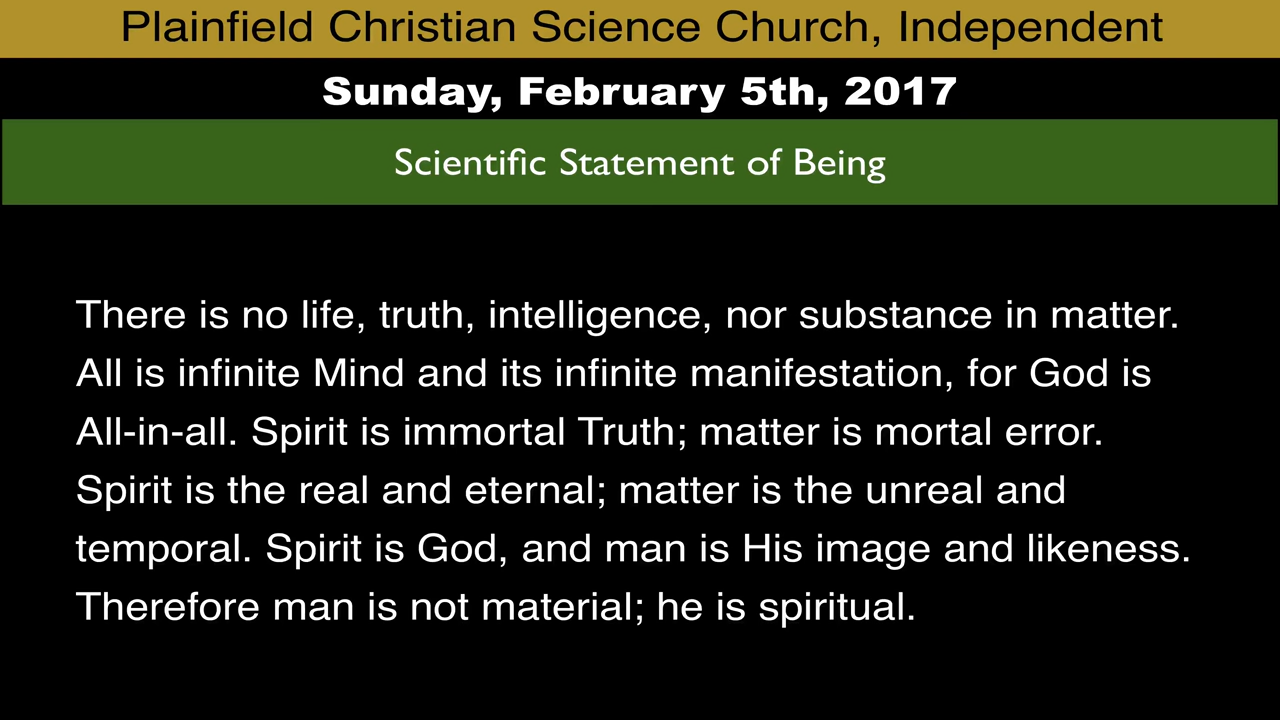 Plainfield Christian Science Church, Independent
Sunday, February 5th, 2017
Scientific Statement of Being
There is no life, truth, intelligence, nor substance in matter.
All is infinite Mind and its infinite manifestation, for God is
All-in-all. Spirit is immortal Truth; matter is mortal error.
Spirit is the real and eternal; matter is the unreal and
temporal. Spirit is God, and man is His image and likeness.
Therefore man is not material; he is spiritual.